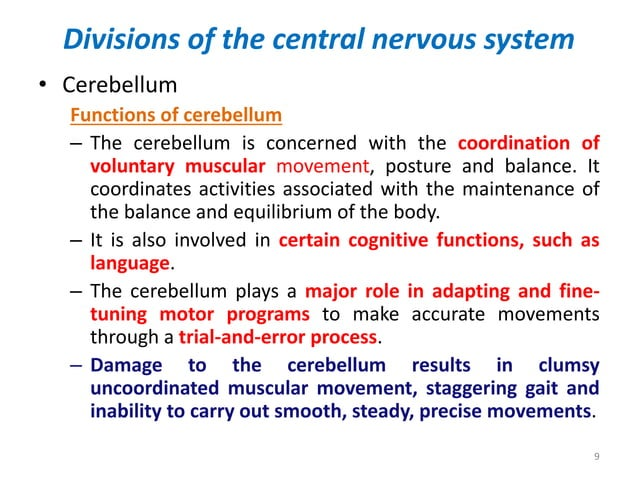 Divisions of the central nervous system
• Cerebellum
Functions of cerebellum
– The cerebellum is concerned with the coordination of
voluntary muscular movement, posture and balance. It
coordinates activities associated with the maintenance of
the balance and equilibrium of the body.
– It is also involved in certain cognitive functions, such as
language.
– The cerebellum plays a major role in adapting and fine-
tuning motor programs to make accurate movements
through a trial-and-error process.
– Damage to the cerebellum results in clumsy
uncoordinated muscular movement, staggering gait and
inability to carry out smooth, steady, precise movements.
9